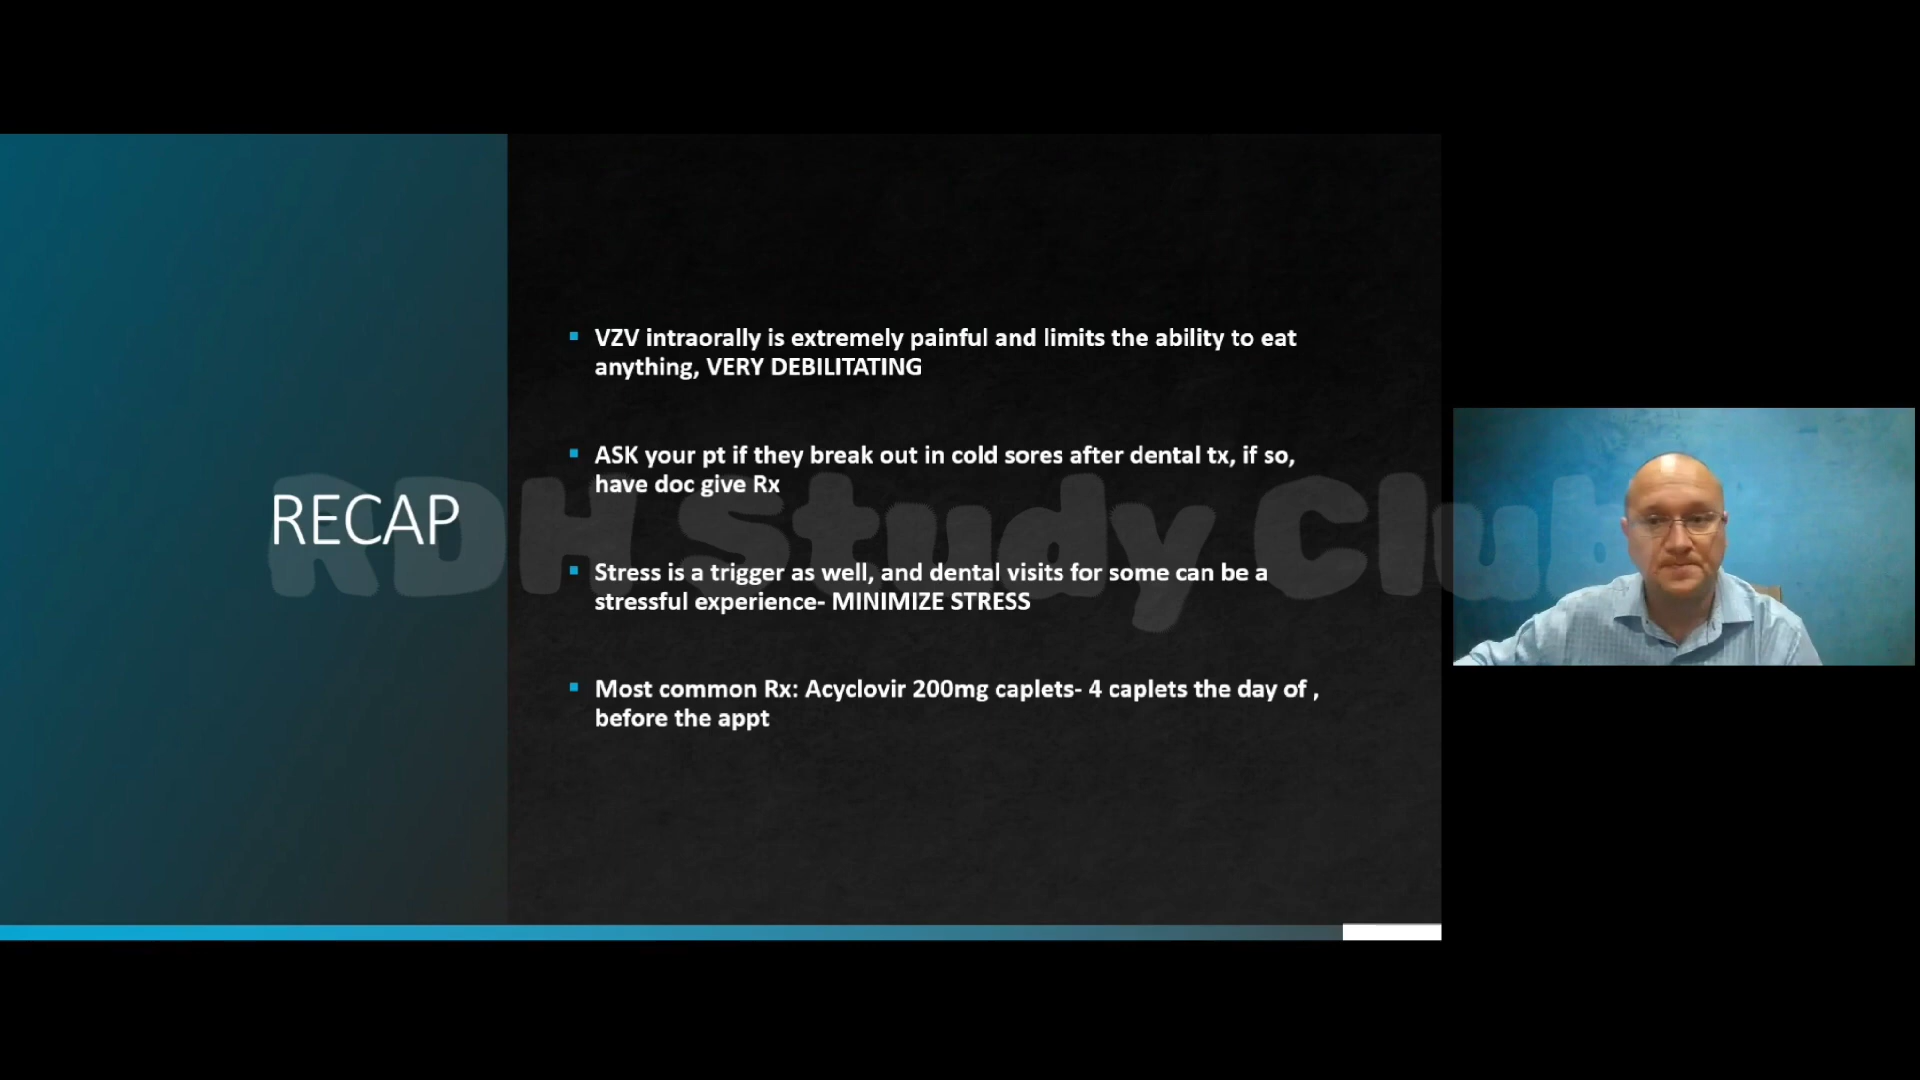 RECAP
VZV intraorally is extremely painful and limits the ability to eat
anything, VERY DEBILITATING
ASK your pt if they break out in cold sores after dental tx, if so,
have doc give Rx
Stress is a trigger as well, and dental visits for some can be a
stressful experience- MINIMIZE STRESS
Most common Rx: Acyclovir 200mg caplets- 4 caplets the day of ,
before the appt
RDH Study Club